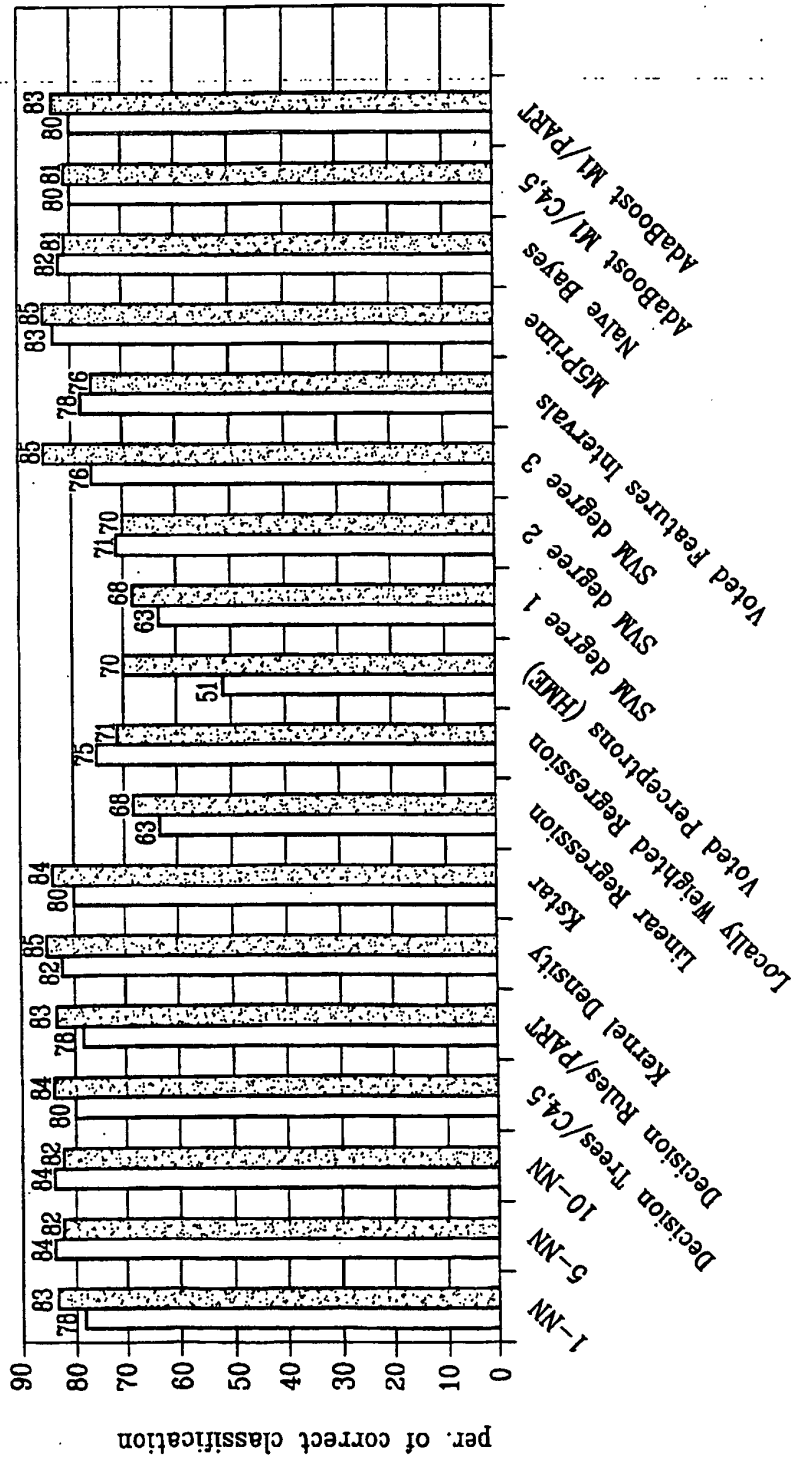 per. of correct classification
90
80
70
60
50
40
30
20
10
0
78 83
84 82
84 82
80 84
78 83
82 85
80 84
63 68
75 71
51 70
63 68
71 70
76 85
78 76
83 85
82 81
80 81
80 83
1-NN
5-NN
10-NN
Decision Trees/C4,5
Decision Rules/PART
Kernel Density
Kstar
Linear Regression
Locally Weighted Regression
Voted Perceptrons (HME)
SVM degree 1
SVM degree 2
SVM degree 3
Voted Features Intervals
M5Prime
Naive Bayes
AdaBoost M1/C4,5
AdaBoost M1/PART